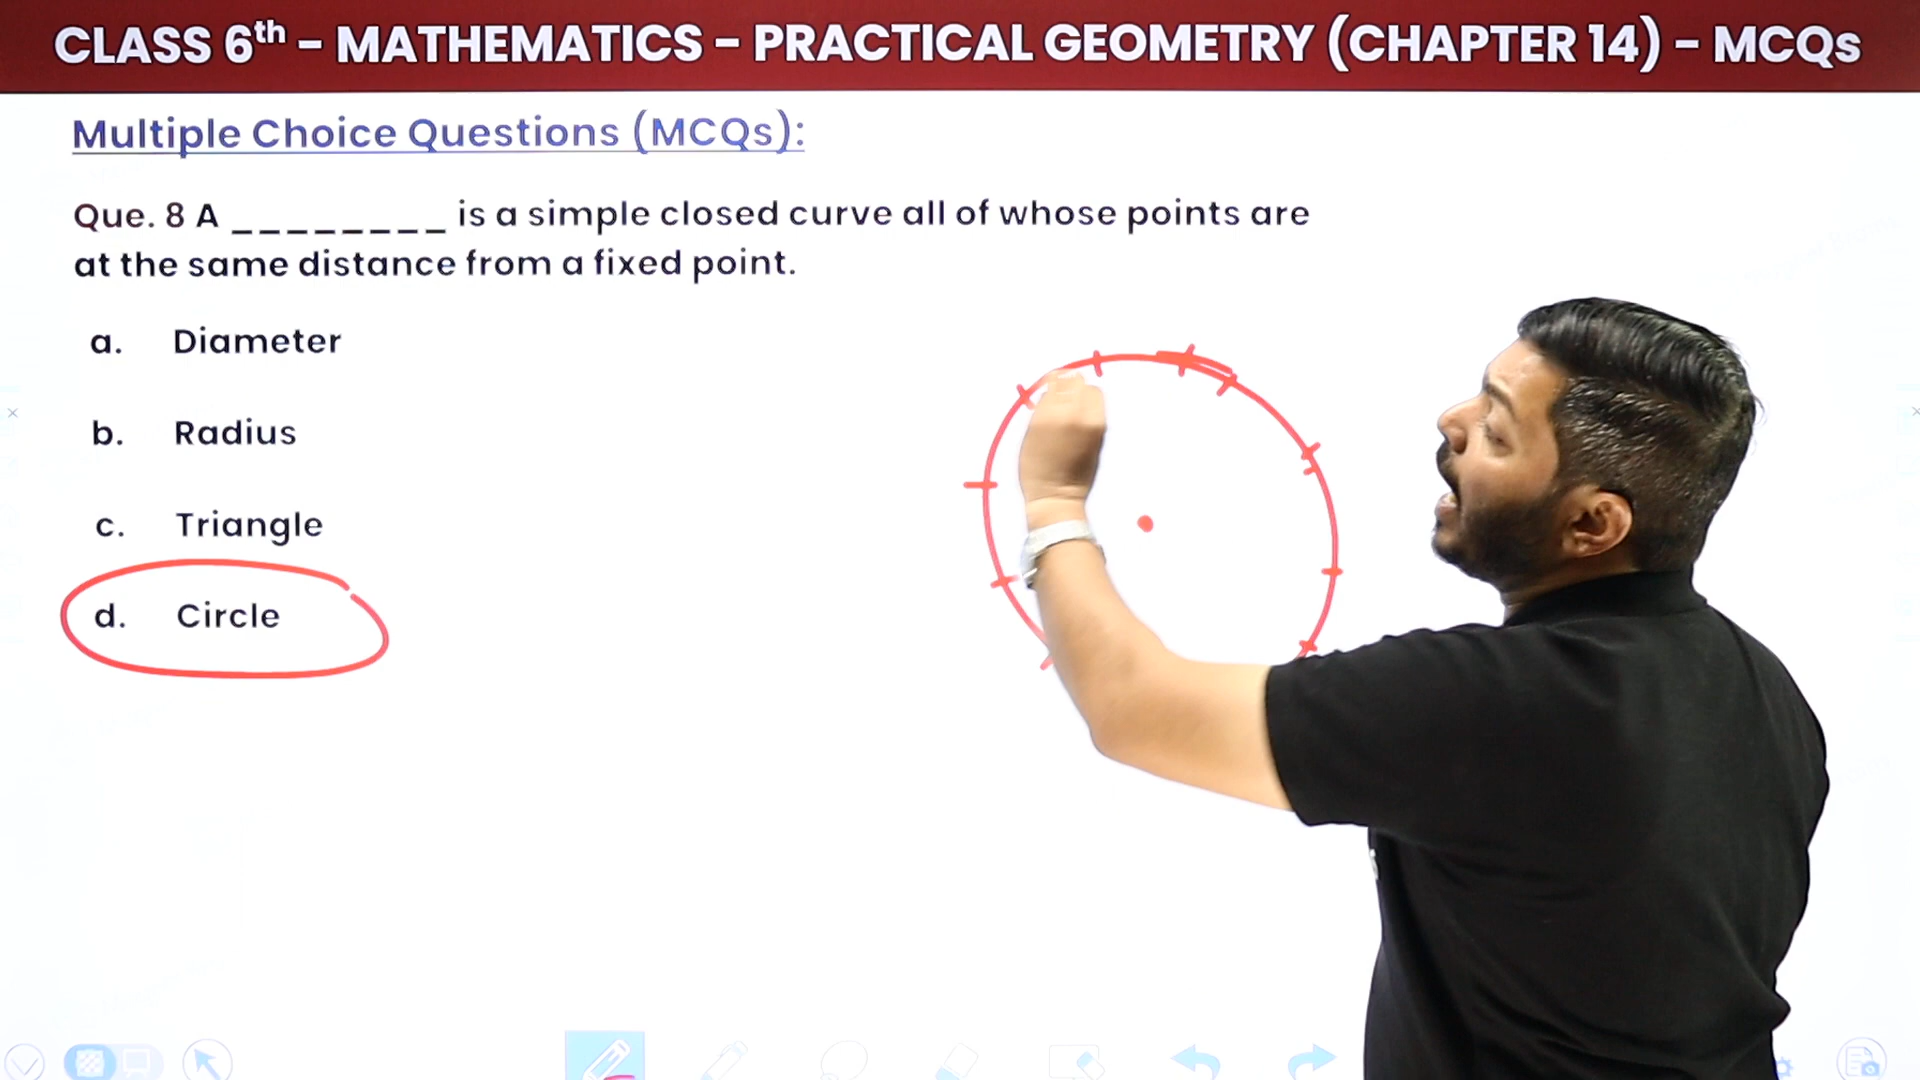 CLASS 6th - MATHEMATICS - PRACTICAL GEOMETRY (CHAPTER 14) - MCQs
Multiple Choice Questions (MCQs):
Que. 8 A ________ is a simple closed curve all of whose points are
at the same distance from a fixed point.
a. Diameter
b. Radius
c. Triangle
d. Circle